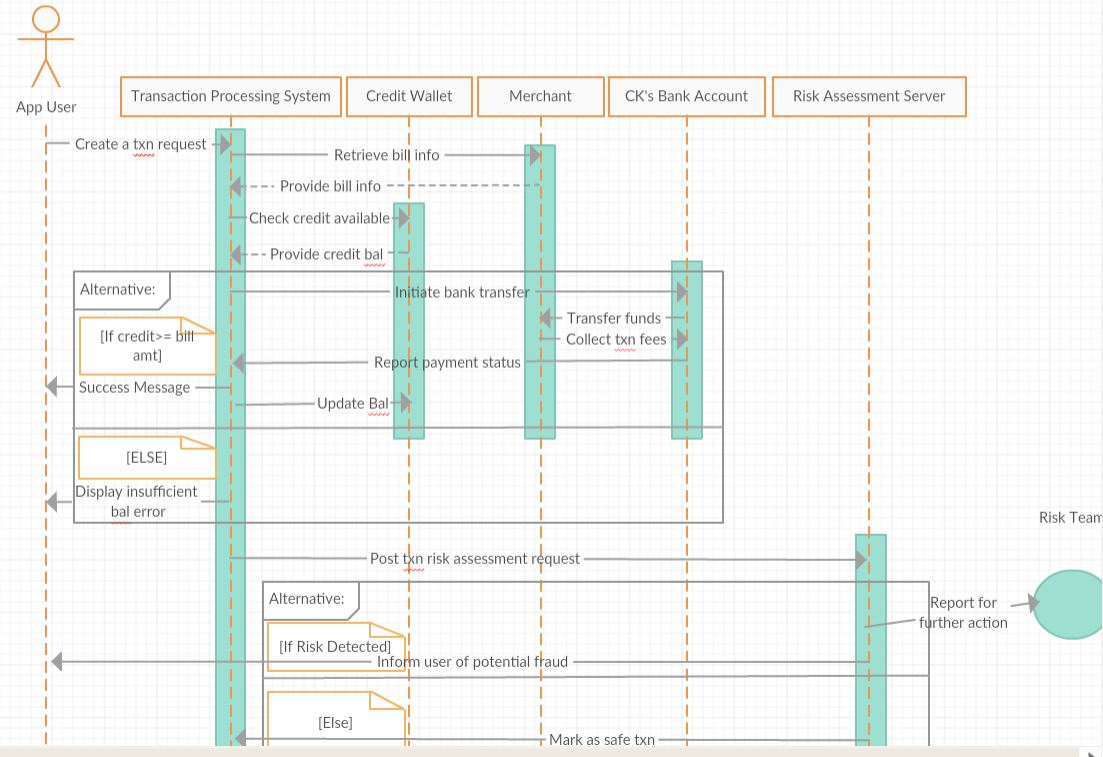 App User
Transaction Processing System
Credit Wallet
Merchant
CK's Bank Account
Risk Assessment Server
Create a txn request
Retrieve bill info
Provide bill info
Check credit available
Provide credit bal
Alternative:
Initiate bank transfer
[If credit>= bill
amt]
Transfer funds
Collect txn fees
Report payment status
Success Message
Update Bal
[ELSE]
Display insufficient
bal error
Risk Team
Post txn risk assessment request
Alternative:
Report for
further action
[If Risk Detected]
Inform user of potential fraud
[Else]
Mark as safe txn